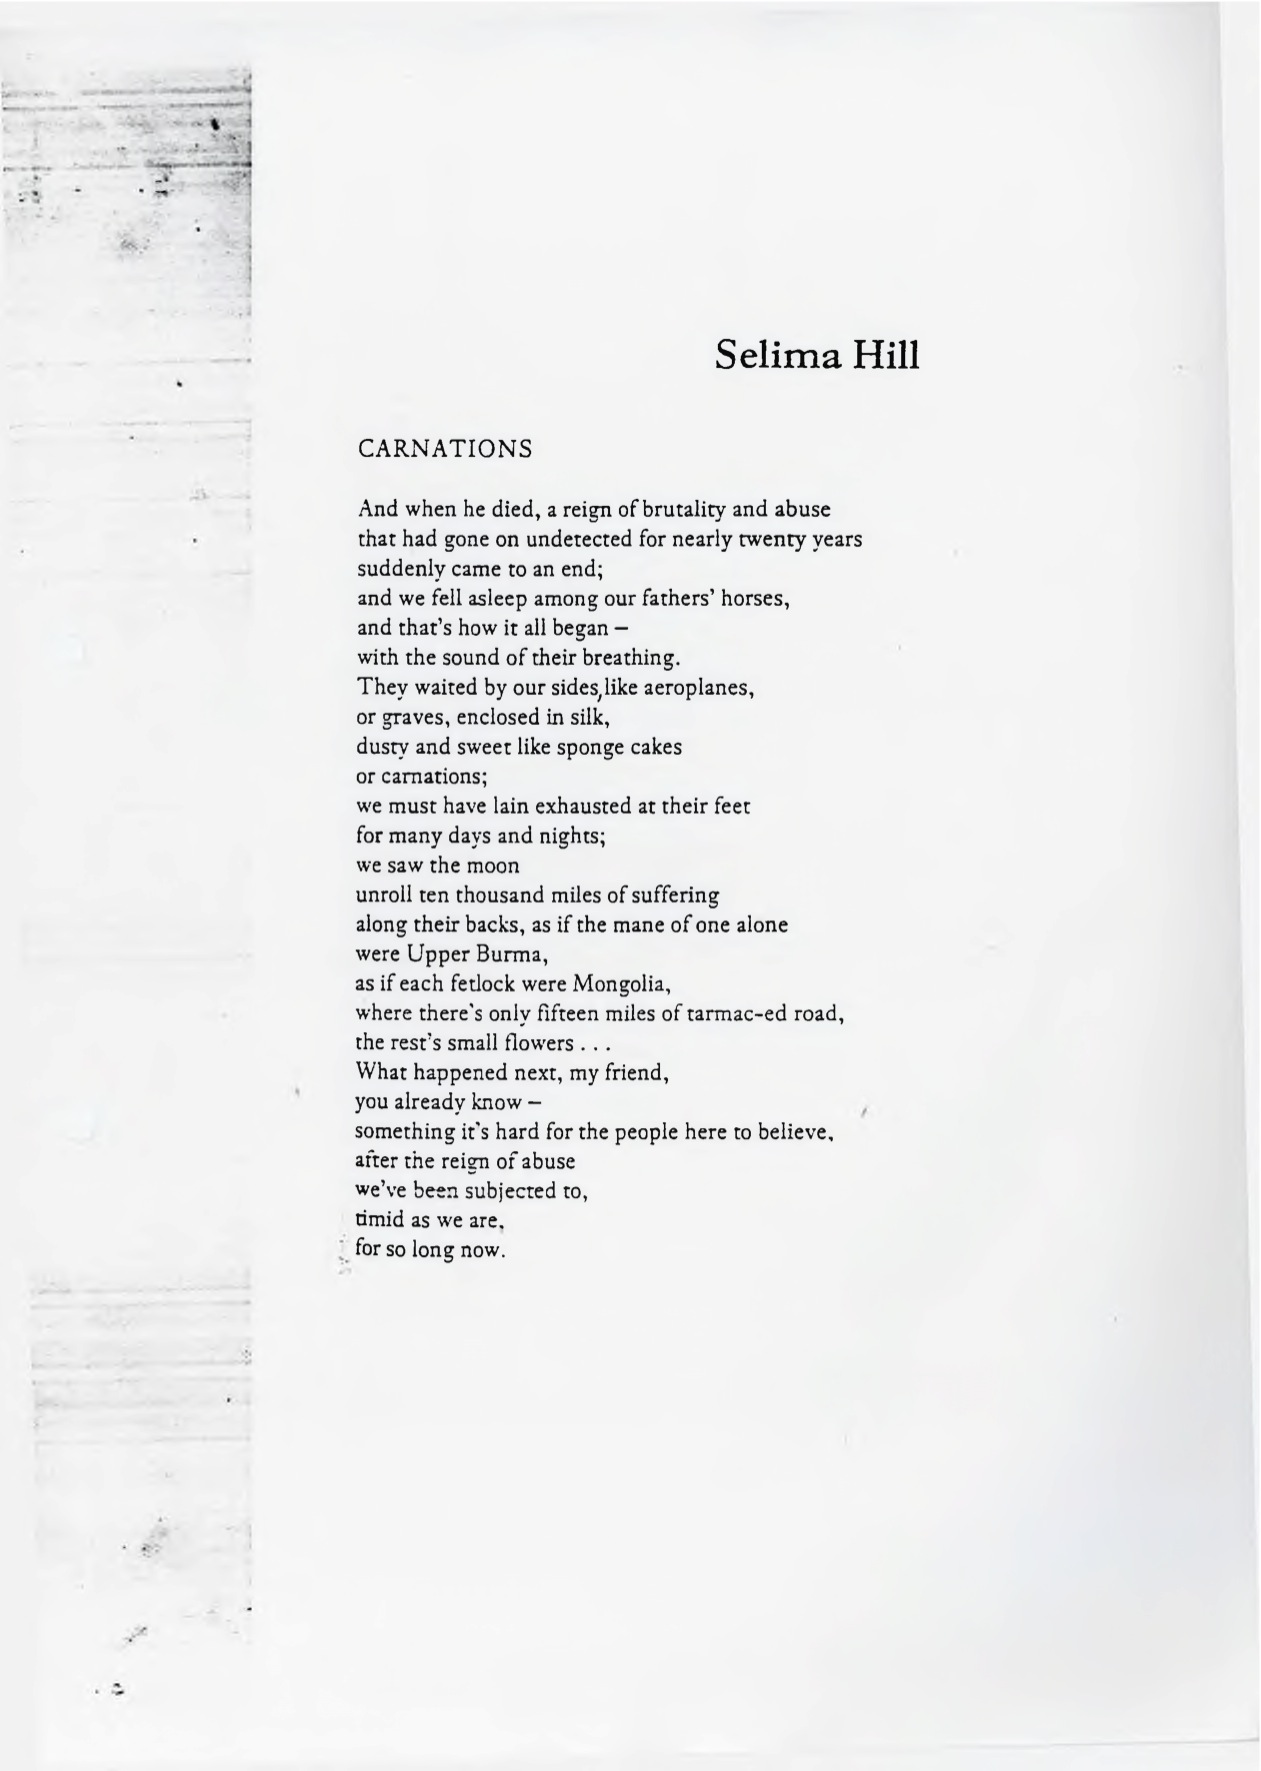 Selima Hill
CARNATIONS
And when he died, a reign of brutality and abuse
that had gone on undetected for nearly twenty years
suddenly came to an end;
and we fell asleep among our fathers' horses,
and that's how it all began –
with the sound of their breathing.
They waited by our sides, like aeroplanes,
or graves, enclosed in silk,
dusty and sweet like sponge cakes
or carnations;
we must have lain exhausted at their feet
for many days and nights;
we saw the moon
unroll ten thousand miles of suffering
along their backs, as if the mane of one alone
were Upper Burma,
as if each fetlock were Mongolia,
where there's only fifteen miles of tarmac-ed road,
the rest's small flowers . . .
What happened next, my friend,
you already know –
something it's hard for the people here to believe,
after the reign of abuse
we've been subjected to,
timid as we are,
for so long now.